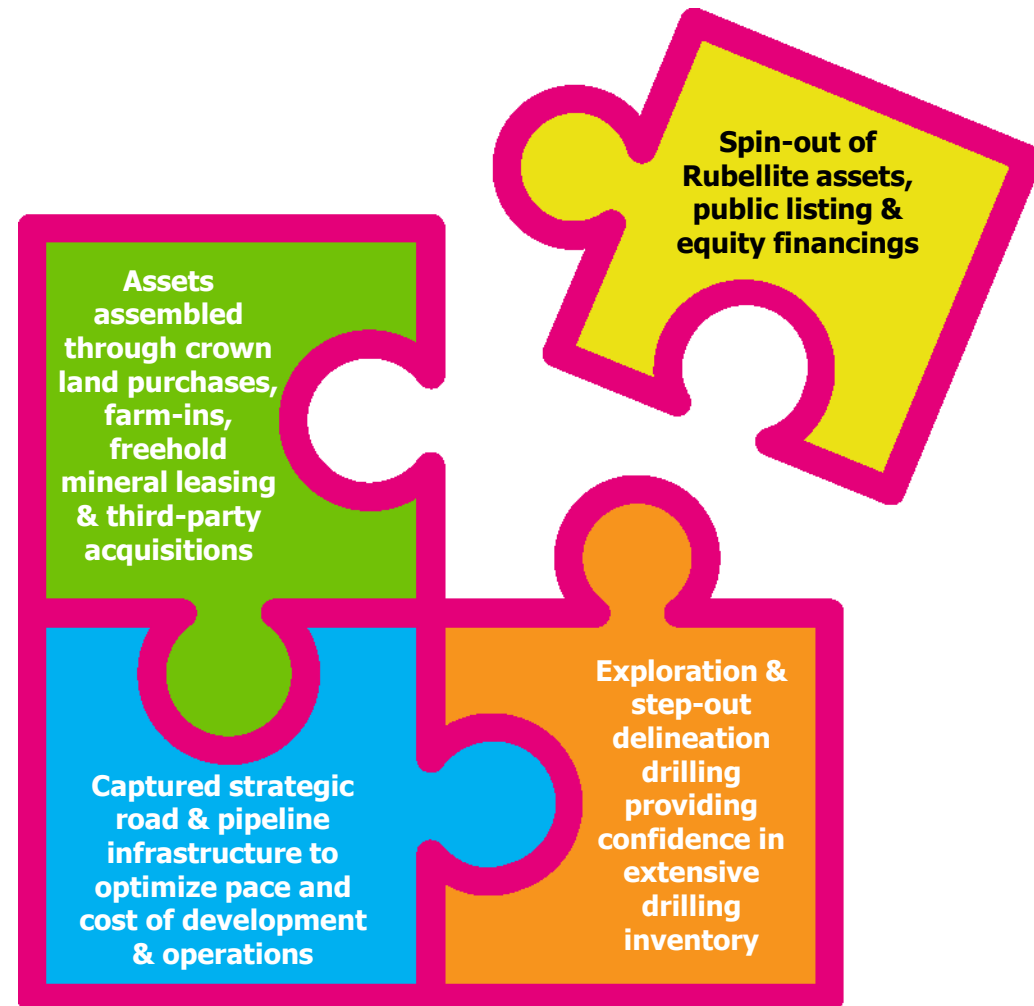 Spin-out of
Rubellite assets,
public listing &
equity financings
Assets
assembled
through crown
land purchases,
farm-ins,
freehold
mineral leasing
& third-party
acquisitions
Captured strategic
road & pipeline
infrastructure to
optimize pace and
cost of development
& operations
Exploration &
step-out
delineation
drilling
providing
confidence in
extensive
drilling
inventory